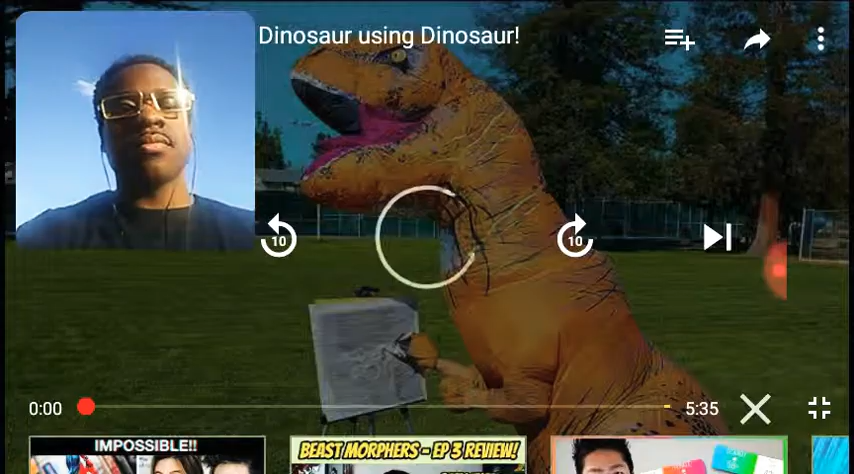 Dinosaur using Dinosaur!
10
10
0:00
5:35
IMPOSSIBLE!!
BEAST MORPHERS - EP 3 REVIEW!